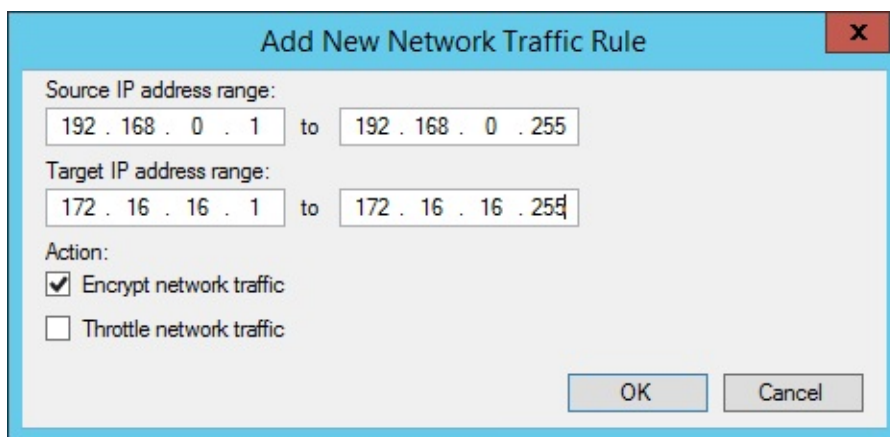 Add New Network Traffic Rule
x
Source IP address range:
192 . 168 . 0 . 1 to 192 . 168 . 0 . 255
Target IP address range:
172 . 16 . 16 . 1 to 172 . 16 . 16 . 255
Action:
Encrypt network traffic
Throttle network traffic
OK Cancel